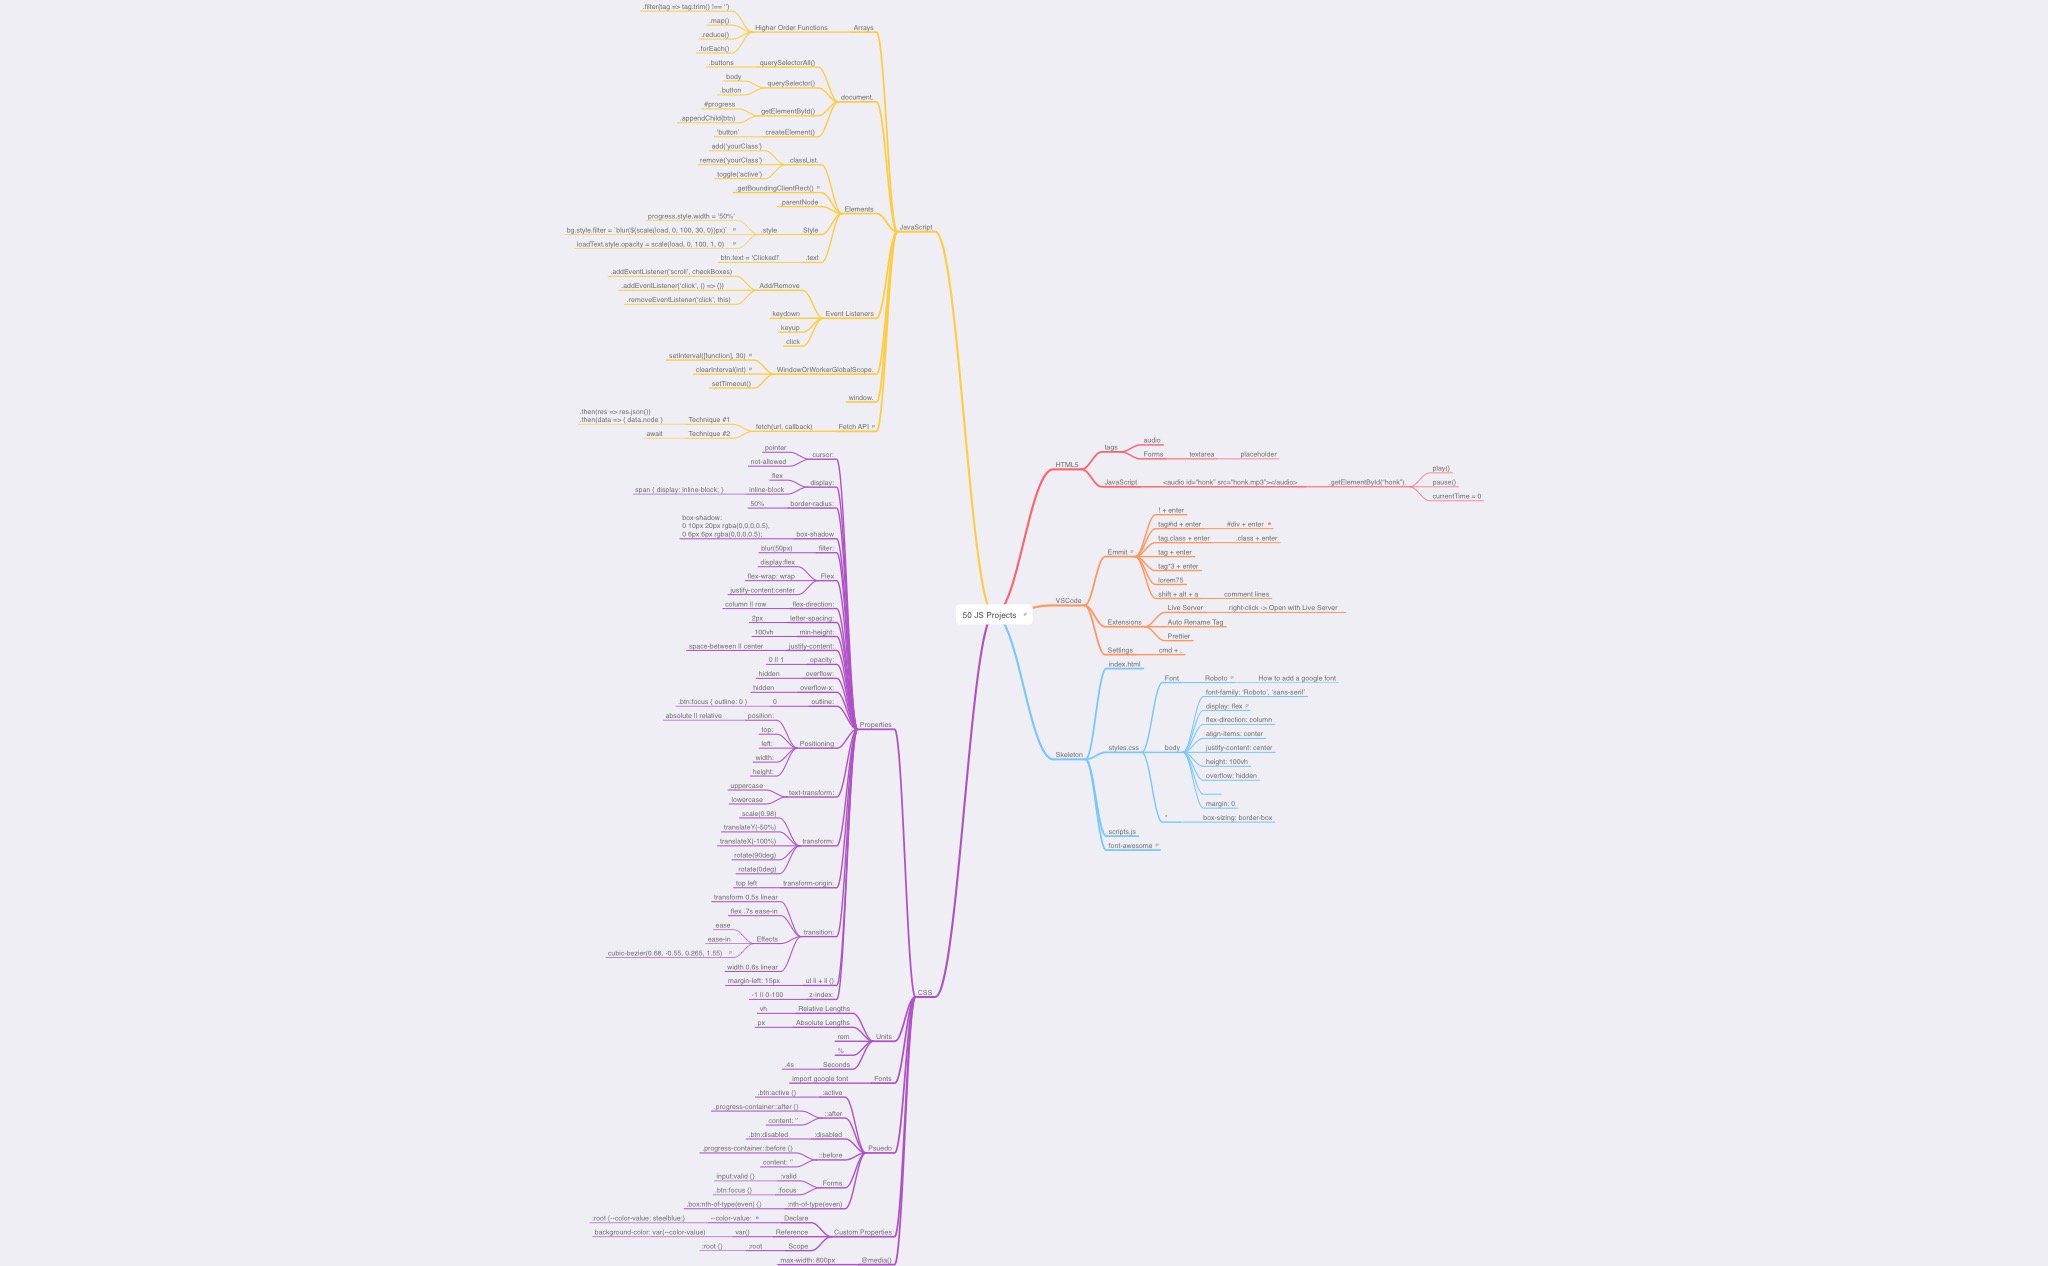 50 JS Projects
JavaScript
Arrays
Higher Order Functions
.filter(tag => tag.trim() !== '')
.map()
.reduce()
.forEach()
document.
querySelectorAll()
.buttons
querySelector()
body
.button
getElementById()
#progress
.appendChild(btn)
createElement()
'button'
Elements
.classList.
add('yourClass')
remove('yourClass')
toggle('active')
.getBoundingClientRect()
.parentNode
Style
.style
progress.style.width = '50%'
bg.style.filter = `blur(${scale(load, 0, 100, 30, 0)}px)`
loadText.style.opacity = scale(load, 0, 100, 1, 0)
.text
btn.text = 'Clicked!'
Event Listeners
Add/Remove
.addEventListener('scroll', checkBoxes)
.addEventListener('click', () => {})
.removeEventListener('click', this)
keydown
keyup
click
WindowOrWorkerGlobalScope.
setInterval([function], 30)
clearInterval(int)
setTimeout()
window.
Fetch API
fetch(url, callback)
Technique #1
.then(res => res.json())
.then(data => { data.node )
Technique #2
await
HTML5
tags
audio
Forms
textarea
placeholder
JavaScript
<audio id="honk" src="honk.mp3"></audio>
getElementById("honk").
play()
pause()
currentTime = 0
VSCode
Emmit
! + enter
tag#id + enter
#div + enter
tag.class + enter
.class + enter
tag + enter
tag*3 + enter
lorem75
shift + alt + a
comment lines
Extensions
Live Server
right-click -> Open with Live Server
Auto Rename Tag
Prettier
Settings
cmd + ,
Skeleton
index.html
styles.css
Font
Roboto
How to add a google font
body
font-family: 'Roboto', 'sans-serif'
display: flex
flex-direction: column
align-items: center
justify-content: center
height: 100vh
overflow: hidden
margin: 0
*
box-sizing: border-box
scripts.js
font-awesome
CSS
Properties
cursor:
pointer
not-allowed
display:
flex
inline-block
span { display: inline-block; }
border-radius:
50%
box-shadow
box-shadow:
0 10px 20px rgba(0,0,0,0.5),
0 6px 6px rgba(0,0,0,0.5);
filter:
blur(50px)
Flex
display:flex
flex-wrap: wrap
justify-content:center
flex-direction:
column || row
letter-spacing:
2px
min-height:
100vh
justify-content:
space-between || center
opacity:
0 || 1
overflow:
hidden
overflow-x:
hidden
outline:
0
.btn:focus { outline: 0 }
Positioning
position:
absolute || relative
top:
left:
width:
height:
text-transform:
uppercase
lowercase
transform:
scale(0.98)
translateY(-50%)
translateX(-100%)
rotate(90deg)
rotate(0deg)
transform-origin:
top left
transition:
transform 0.5s linear
flex .7s ease-in
Effects
ease
ease-in
cubic-bezier(0.68, -0.55, 0.265, 1.55)
width 0.6s linear
ul li + li {}
margin-left: 15px
z-index:
-1 || 0-100
Units
Relative Lengths
vh
Absolute Lengths
px
rem
%
Seconds
.4s
Fonts
import google font
Psuedo
:active
.btn:active {}
::after
.progress-container::after {}
content: ''
:disabled
.btn:disabled
::before
.progress-container::before {}
content: ''
Forms
:valid
input:valid {}
:focus
.btn:focus {}
:nth-of-type(even)
.box:nth-of-type(even) {}
Custom Properties
Declare
--color-value:
:root {--color-value: steelblue;}
Reference
var()
background-color: var(--color-value)
Scope
:root
:root {}
@media()
max-width: 800px